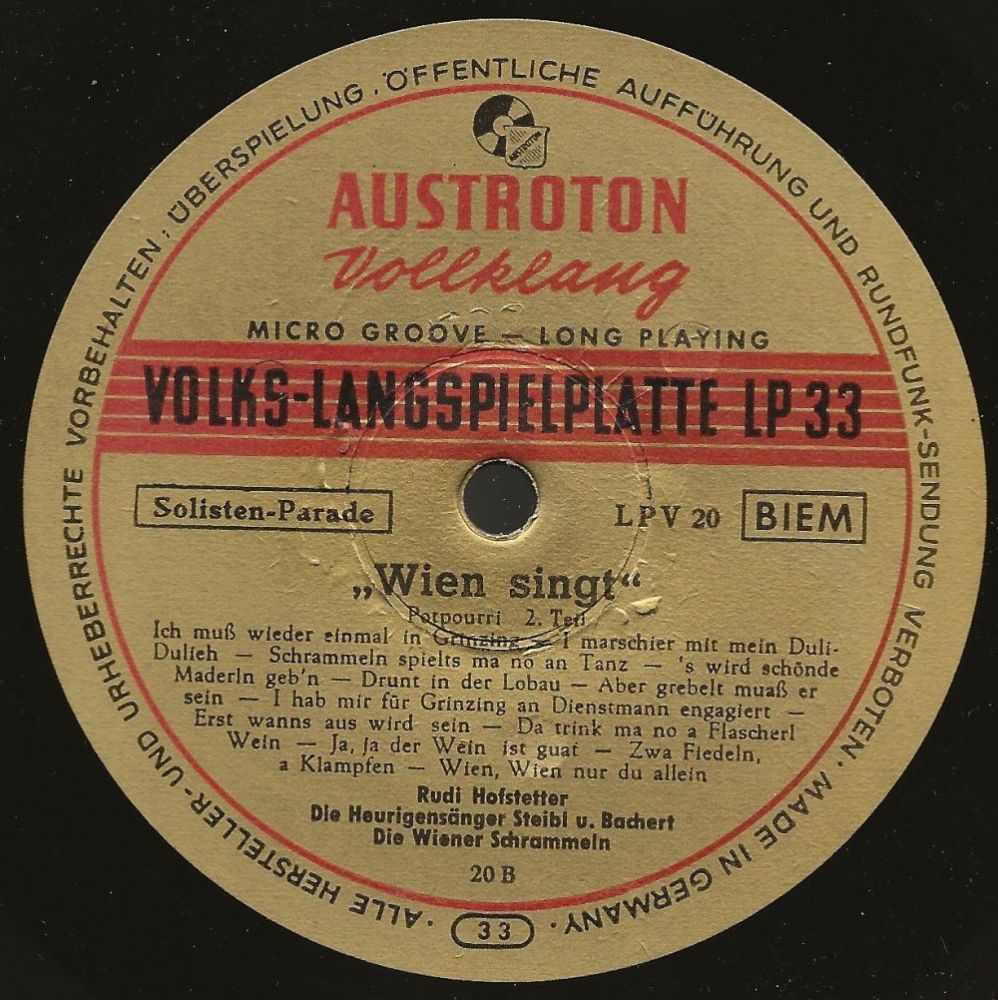 ALLE HERSTELLER-UND URHEBERRECHTE VORBEHALTEN, ÜBERSPIELUNG, ÖFFENTLICHE AUFFÜHRUNG UND RUNDFUNK-SENDUNG VERBOTEN · MADE IN GERMANY ·
AUSTROTON
AUSTROTON
Vollklang
MICRO GROOVE — LONG PLAYING
VOLKS-LANGSPIELPLATTE LP 33
Solisten-Parade LPV 20 BIEM
„Wien singt“
Potpourri 2. Teil
Ich muß wieder einmal in Grinzing — I marschier mit mein Duli-
Dulieh — Schrammeln spielts ma no an Tanz — 's wird schönde
Maderln geb'n — Drunt in der Lobau — Aber grebelt muaß er
sein — I hab mir für Grinzing an Dienstmann engagiert —
Erst wanns aus wird sein — Da trink ma no a Flascherl
Wein — Ja, ja der Wein ist guat — Zwa Fiedeln,
a Klampfen — Wien, Wien nur du allein
Rudi Hofstetter
Die Heurigensänger Steibl u. Bachert
Die Wiener Schrammeln
20 B
33